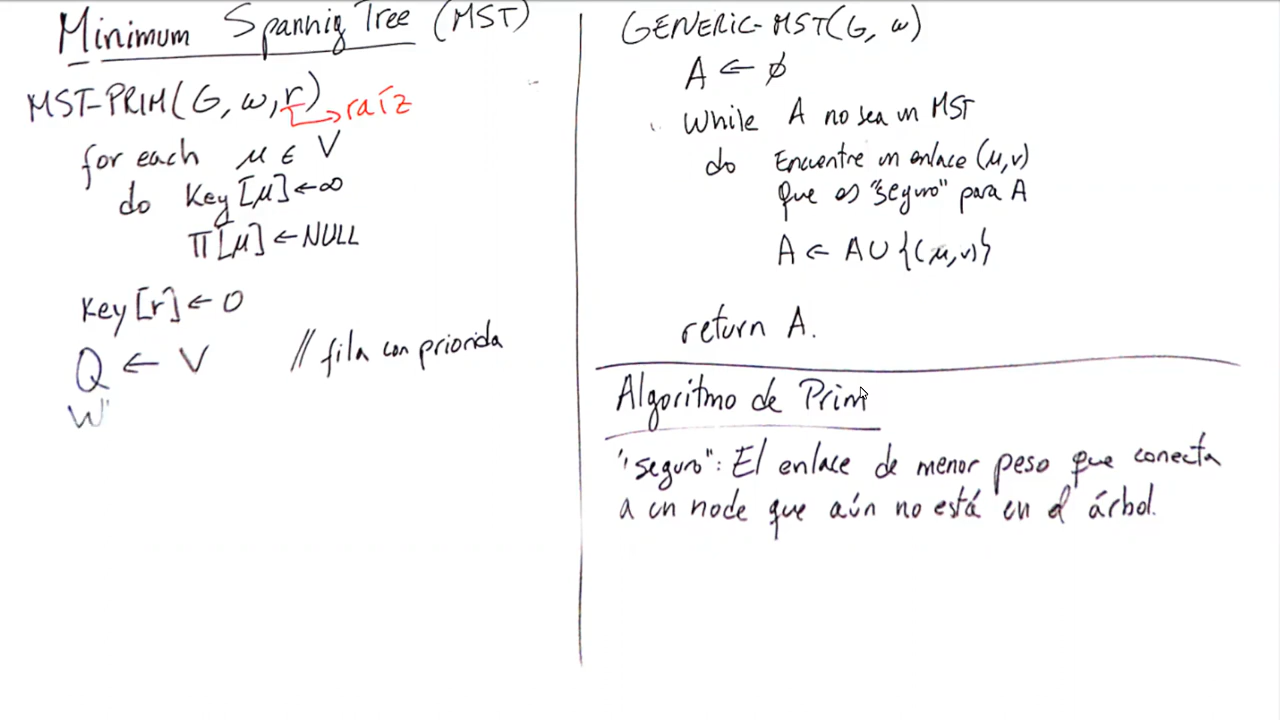 Minimum Spannig Tree (MST)
MST-PRIM(G, w, r)
raíz
for each μ ∈ V
do Key[μ] ← ∞
π[μ] ← NULL
Key[r] ← 0
Q ← V // fila con priorida
W
GENERIC-MST(G, w)
A ← ∅
While A no sea un MST
do Encuentre un enlace (μ,v)
que es "seguro" para A
A ← A ∪ {(μ,v)}
return A.
Algoritmo de Prim
"seguro": El enlace de menor peso que conecta
a un node que aún no está en el árbol.